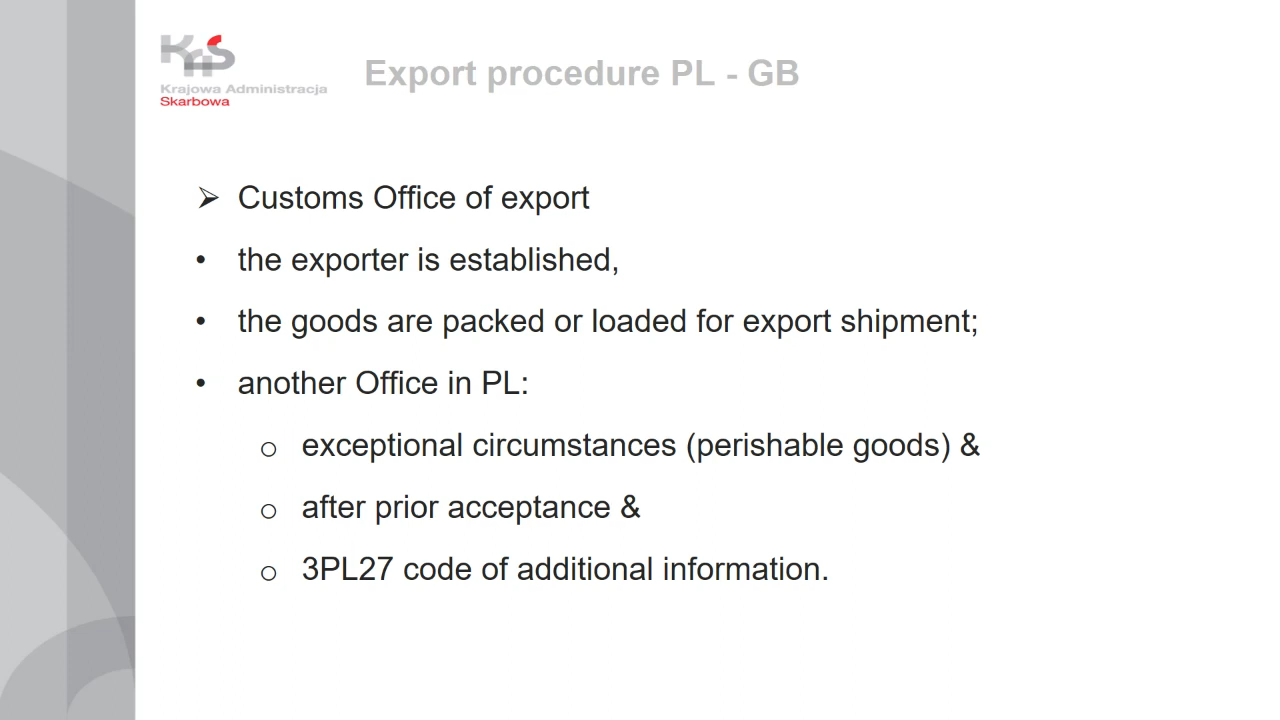 KAS
Krajowa Administracja
Skarbowa
Export procedure PL - GB
➢ Customs Office of export
• the exporter is established,
• the goods are packed or loaded for export shipment;
• another Office in PL:
o exceptional circumstances (perishable goods) &
o after prior acceptance &
o 3PL27 code of additional information.